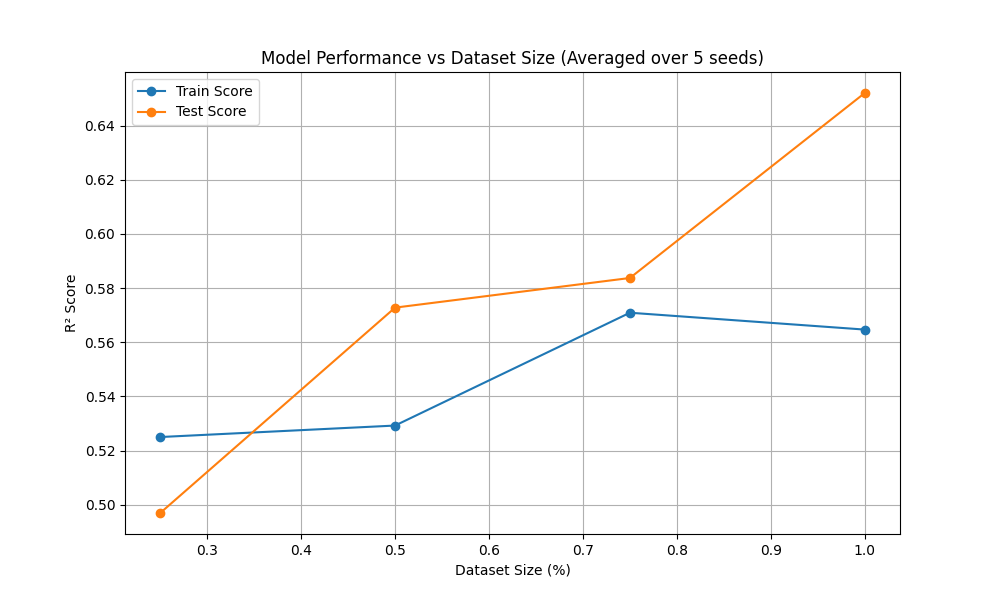 Model Performance vs Dataset Size (Averaged over 5 seeds)
Train Score
Test Score
R² Score
0.64
0.62
0.60
0.58
0.56
0.54
0.52
0.50
0.3 0.4 0.5 0.6 0.7 0.8 0.9 1.0
Dataset Size (%)